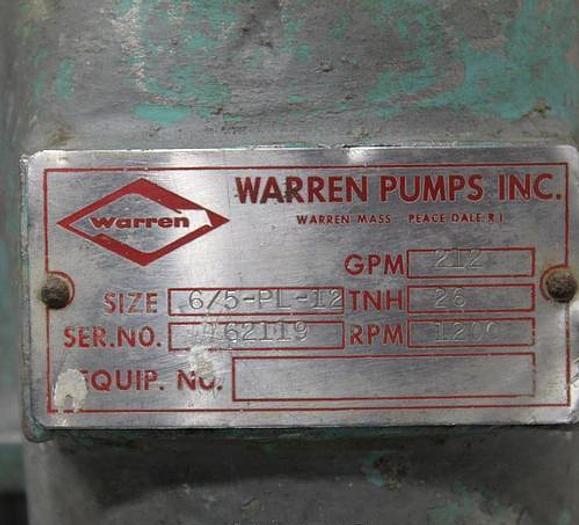 WARREN PUMPS INC.
warren
WARREN MASS PEACE DALE, R.I.
GPM 212
SIZE 6/5-PL-12 TNH 26
SER.NO. 62119 RPM 1200
EQUIP. NO.